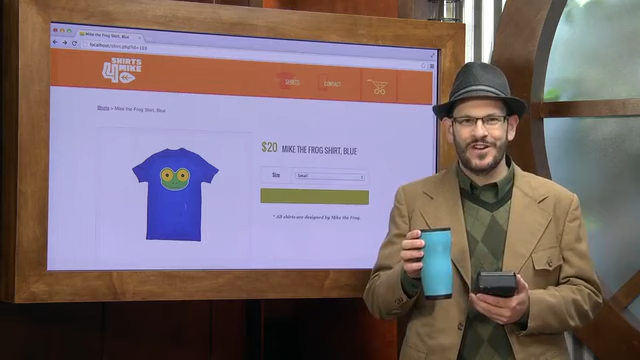 Mike the Frog Shirt, Blue
localhost/shirt.php?id=108
SHIRTS
4 MIKE
SHIRTS
CONTACT
Shirts > Mike the Frog Shirt, Blue
$20 MIKE THE FROG SHIRT, BLUE
Size
Small
* All shirts are designed by Mike the Frog.